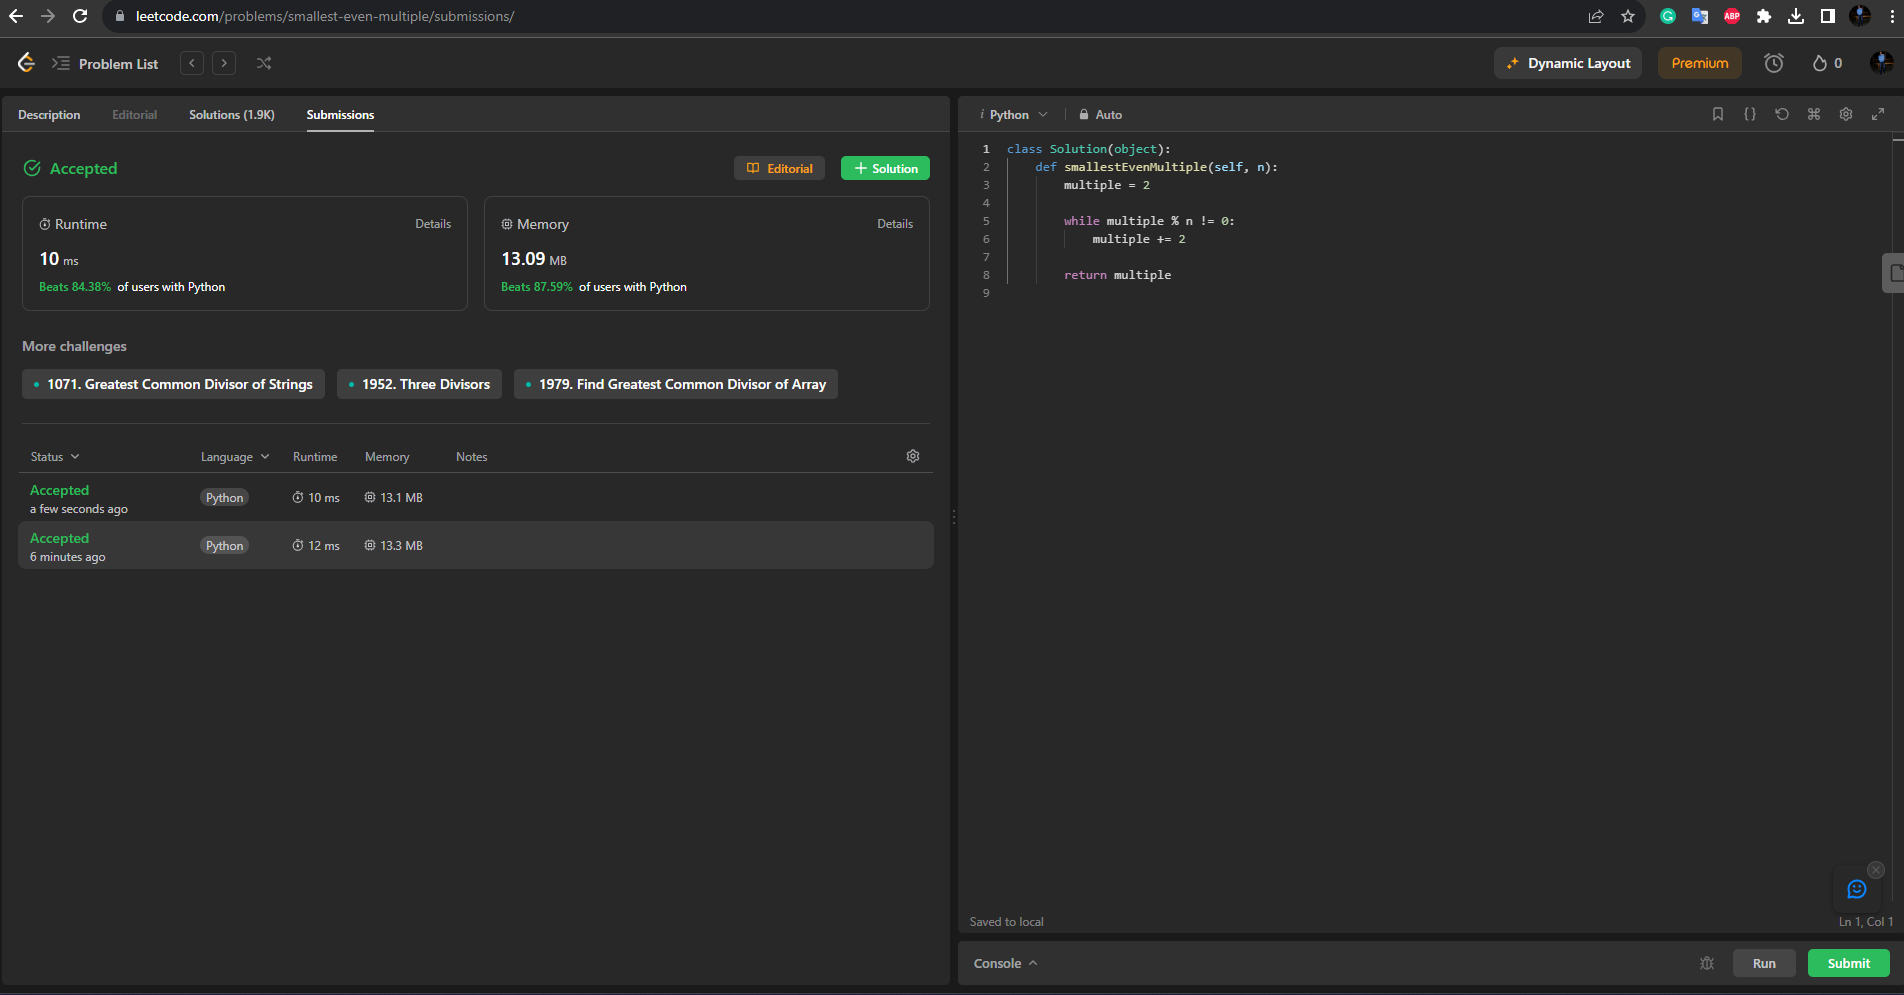 leetcode.com/problems/smallest-even-multiple/submissions/
ABP
Problem List
Dynamic Layout
Premium
0
Description
Editorial
Solutions (1.9K)
Submissions
Accepted
Editorial
+ Solution
Runtime
Details
10 ms
Beats 84.38% of users with Python
Memory
Details
13.09 MB
Beats 87.59% of users with Python
More challenges
1071. Greatest Common Divisor of Strings
1952. Three Divisors
1979. Find Greatest Common Divisor of Array
Status Language Runtime Memory Notes
Accepted
a few seconds ago
Python
10 ms
13.1 MB
Accepted
6 minutes ago
Python
12 ms
13.3 MB
i Python
Auto
{}
1 class Solution(object):
2 def smallestEvenMultiple(self, n):
3 multiple = 2
4
5 while multiple % n != 0:
6 multiple += 2
7
8 return multiple
9
Saved to local
Ln 1, Col 1
Console
Run
Submit